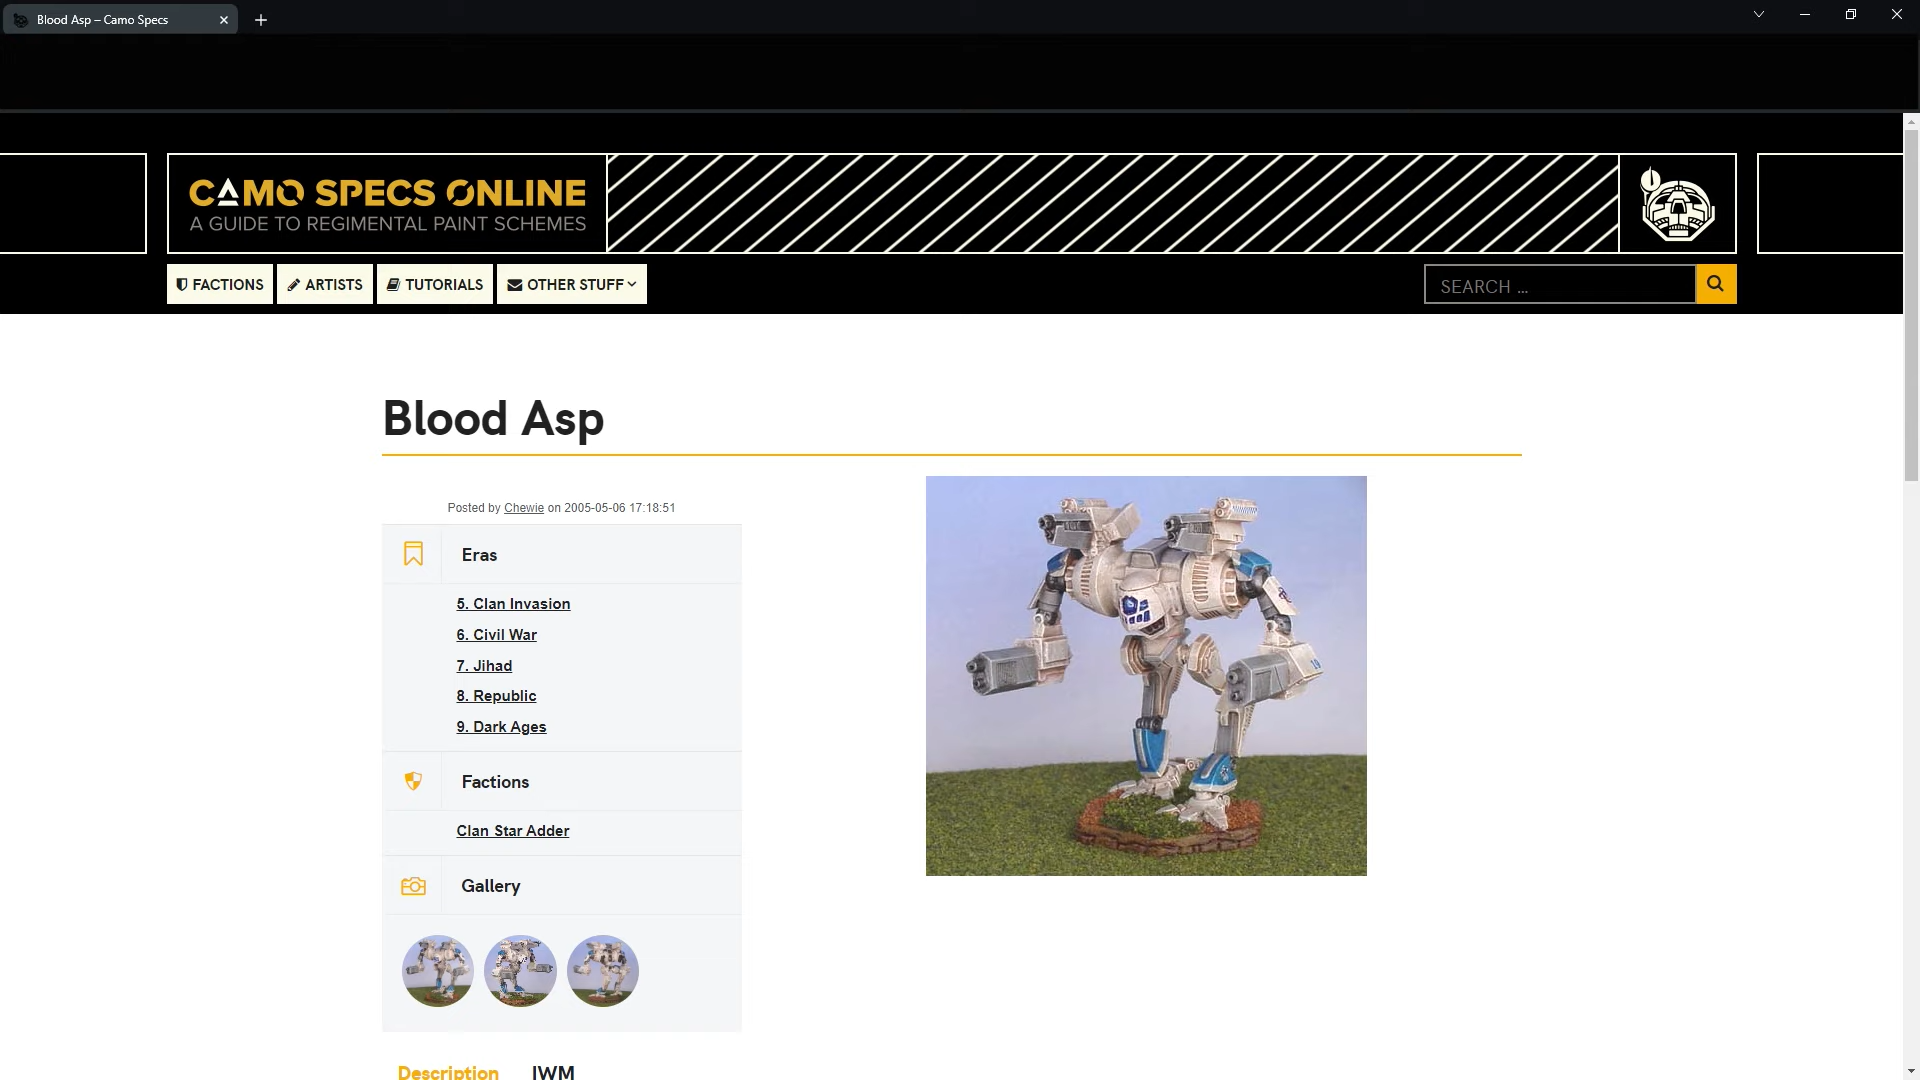 Blood Asp – Camo Specs
CAMO SPECS ONLINE
A GUIDE TO REGIMENTAL PAINT SCHEMES
FACTIONS
ARTISTS
TUTORIALS
OTHER STUFF
SEARCH ...
Blood Asp
Posted by Chewie on 2005-05-06 17:18:51
Eras
5. Clan Invasion
6. Civil War
7. Jihad
8. Republic
9. Dark Ages
Factions
Clan Star Adder
Gallery
Description
IWM